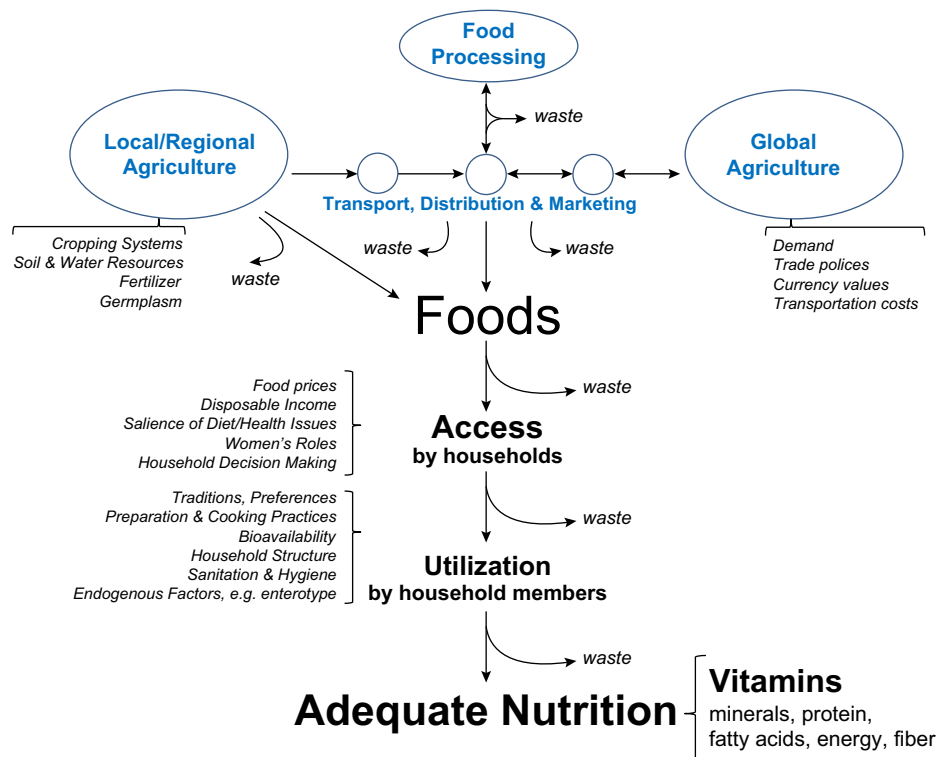 Food
Processing
waste
Local/Regional
Agriculture
Global
Agriculture
Transport, Distribution & Marketing
Cropping Systems
Soil & Water Resources
Fertilizer
Germplasm
waste
waste
waste
Demand
Trade polices
Currency values
Transportation costs
Foods
waste
Food prices
Disposable Income
Salience of Diet/Health Issues
Women's Roles
Household Decision Making
Access
by households
waste
Traditions, Preferences
Preparation & Cooking Practices
Bioavailability
Household Structure
Sanitation & Hygiene
Endogenous Factors, e.g. enterotype
Utilization
by household members
waste
Adequate Nutrition
Vitamins
minerals, protein,
fatty acids, energy, fiber